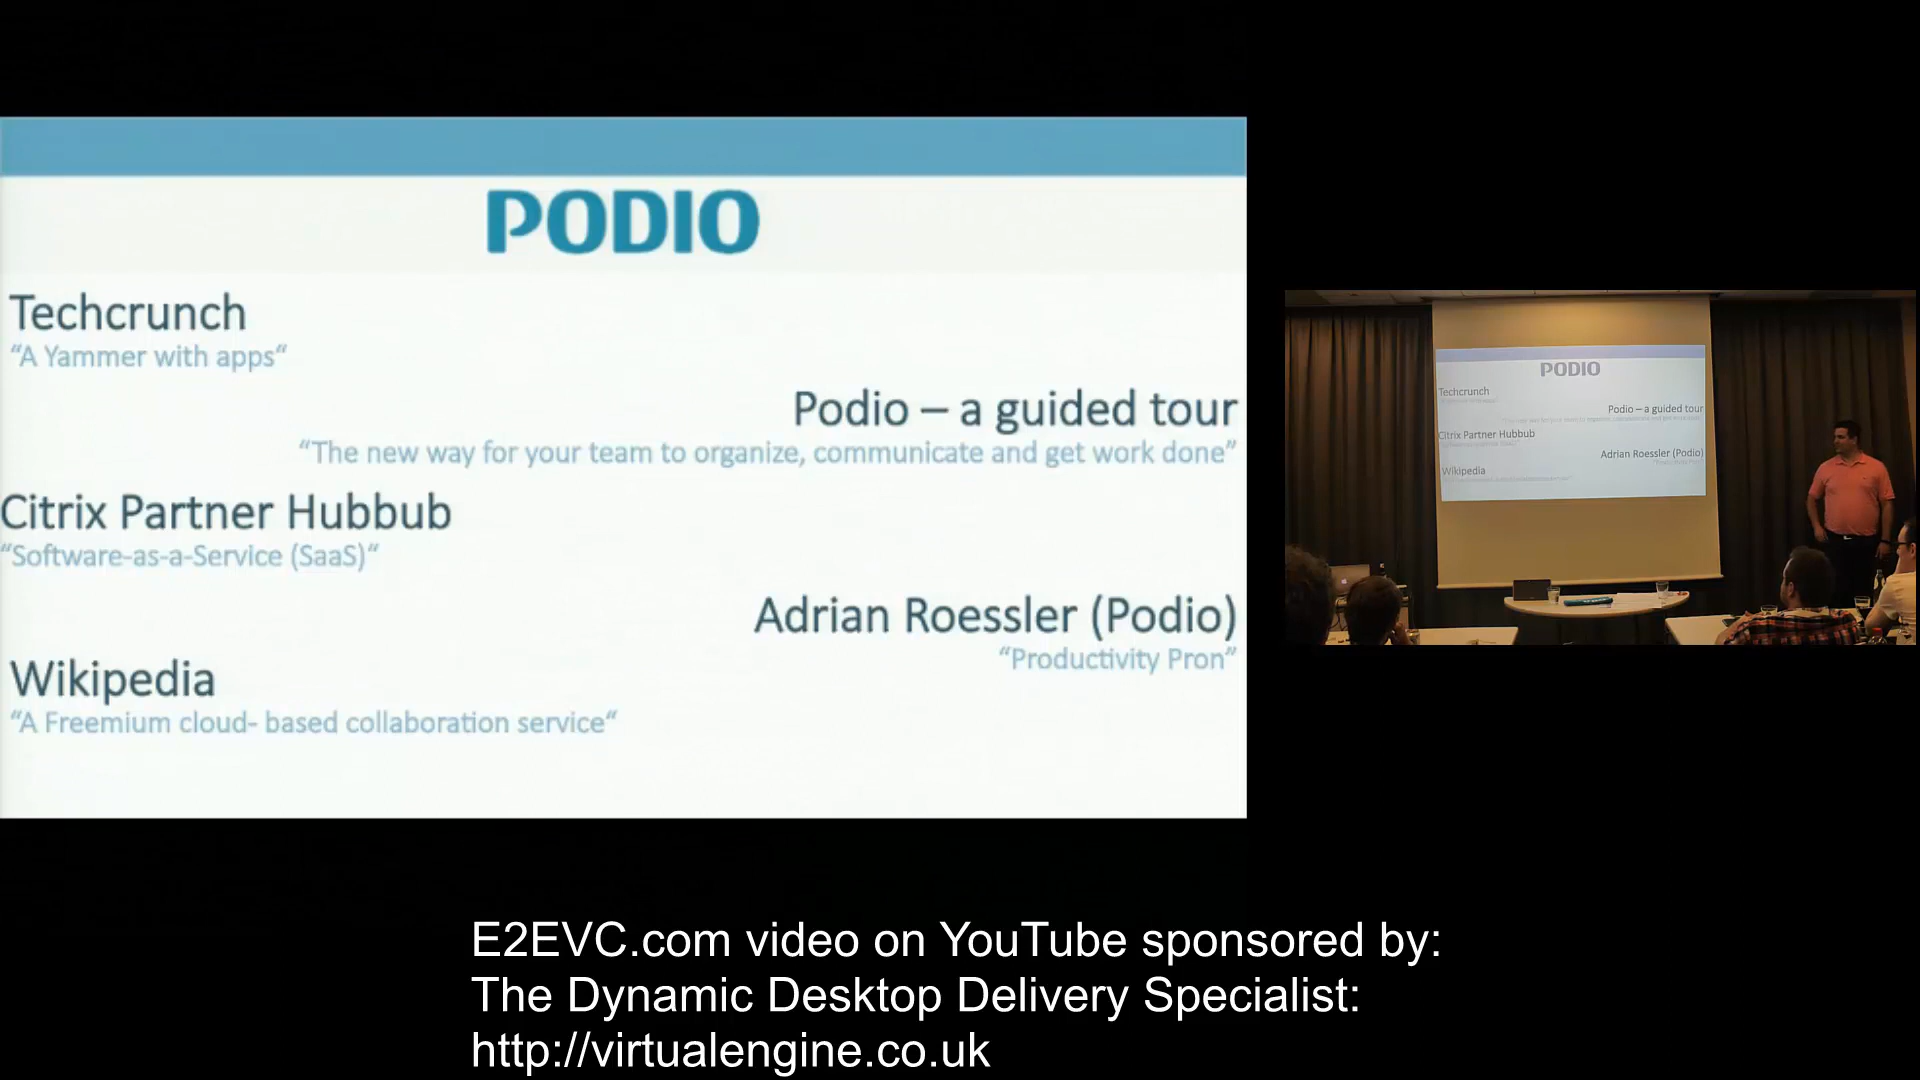 PODIO
Techcrunch
“A Yammer with apps“
Podio – a guided tour
“The new way for your team to organize, communicate and get work done”
Citrix Partner Hubbub
“Software-as-a-Service (SaaS)“
Adrian Roessler (Podio)
“Productivity Pron”
Wikipedia
“A Freemium cloud- based collaboration service“
PODIO
Techcrunch
Podio – a guided tour
Citrix Partner Hubbub
Adrian Roessler (Podio)
Wikipedia
E2EVC.com video on YouTube sponsored by:
The Dynamic Desktop Delivery Specialist:
http://virtualengine.co.uk